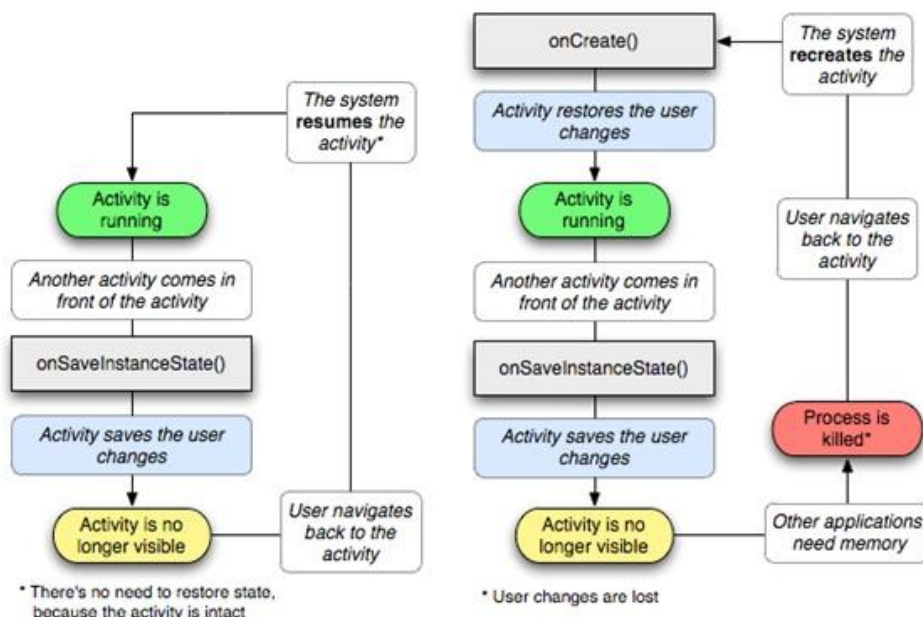 The system
resumes the
activity*
Activity is
running
Another activity comes in
front of the activity
onSaveInstanceState()
Activity saves the user
changes
Activity is no
longer visible
User navigates
back to the
activity
* There's no need to restore state,
because the activity is intact
onCreate()
Activity restores the user
changes
Activity is
running
Another activity comes in
front of the activity
onSaveInstanceState()
Activity saves the user
changes
Activity is no
longer visible
Other applications
need memory
Process is
killed*
User navigates
back to the
activity
The system
recreates the
activity
* User changes are lost